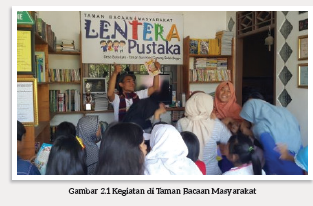 TAMAN BACAAN MASYARAKAT
LENTERA
Pustaka
Gambar 2.1 Kegiatan di Taman Bacaan Masyarakat